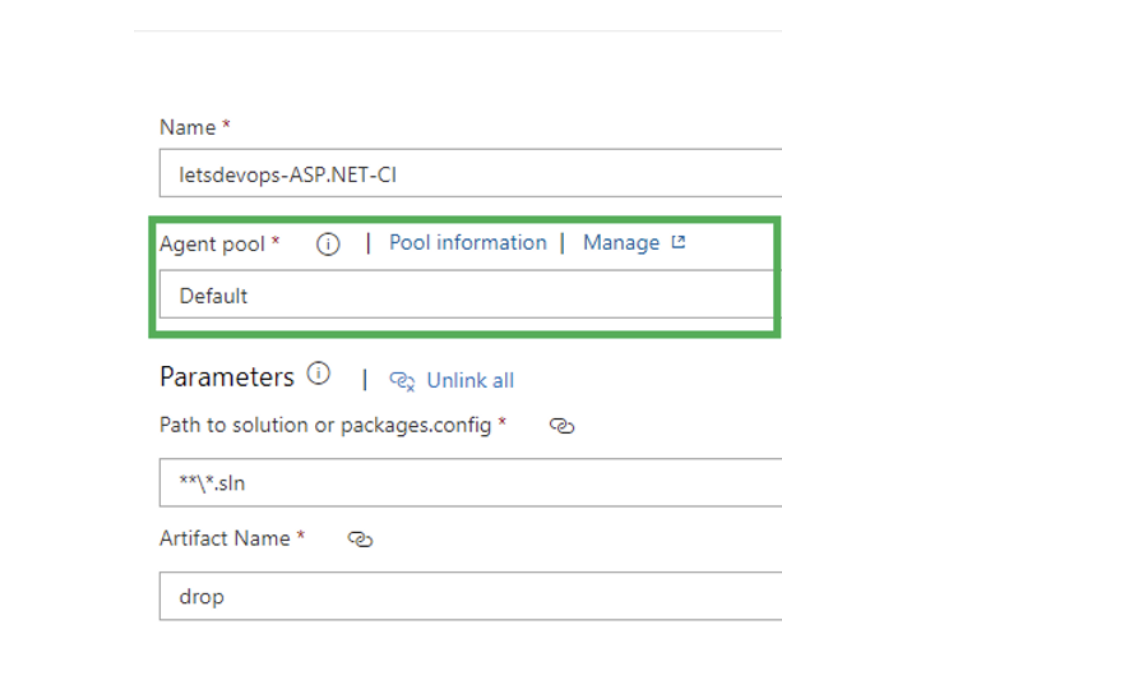 Name *
letsdevops-ASP.NET-CI
Agent pool * | Pool information | Manage
Default
Parameters | Unlink all
Path to solution or packages.config *
**\*.sln
Artifact Name *
drop